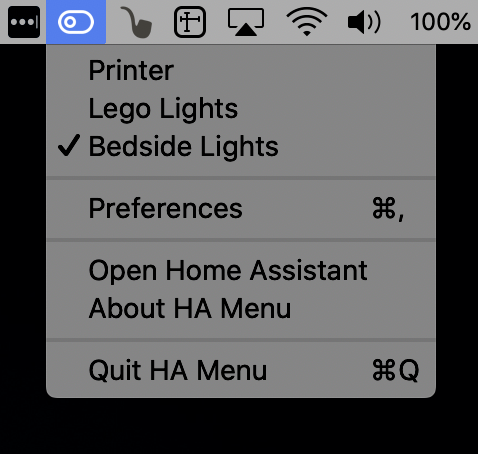 100%
Printer
Lego Lights
✓ Bedside Lights
Preferences ⌘,
Open Home Assistant
About HA Menu
Quit HA Menu ⌘Q